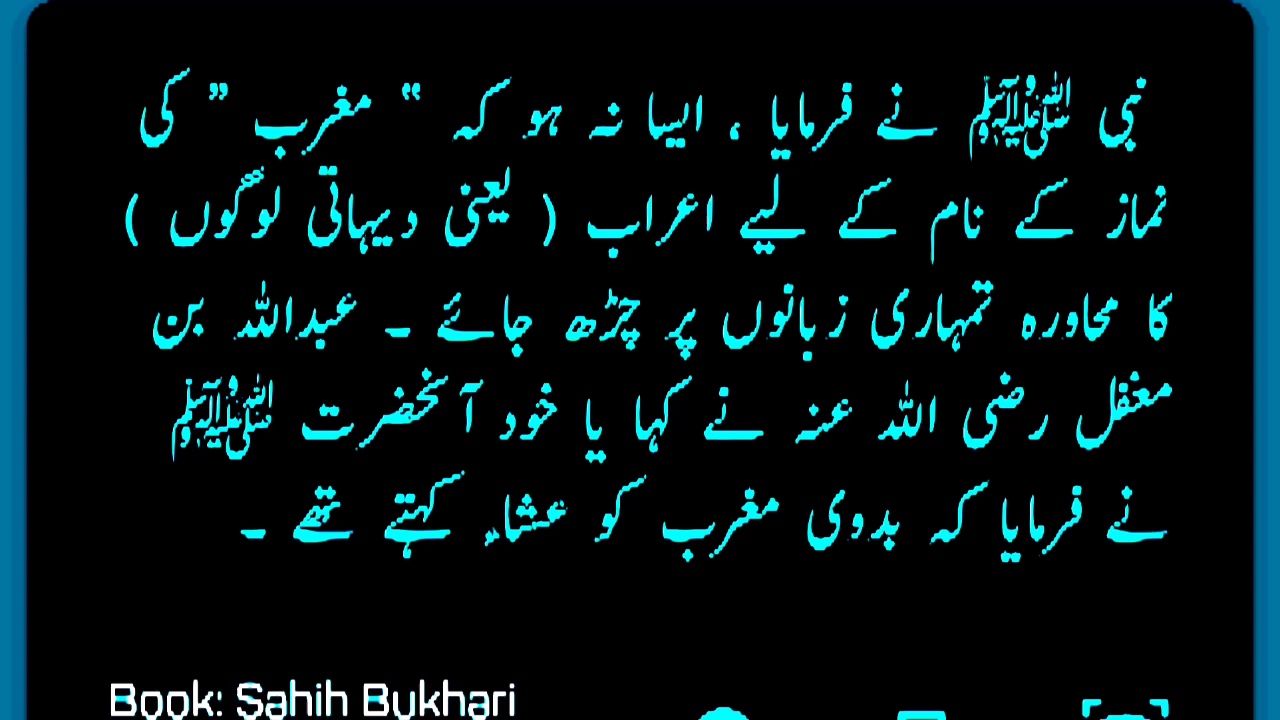 نبی ﷺ نے فرمایا ، ایسا نہ ہو کہ “ مغرب ” کی
نماز کے نام کے لیے اعراب ( یعنی دیہاتی لوگوں )
کا محاورہ تمہاری زبانوں پر چڑھ جائے ۔ عبداللہ بن
مغفل رضی اللہ عنہ نے کہا یا خود آنحضرت ﷺ
نے فرمایا کہ بدوی مغرب کو عشاء کہتے تھے ۔
Book: Sahih Bukhari